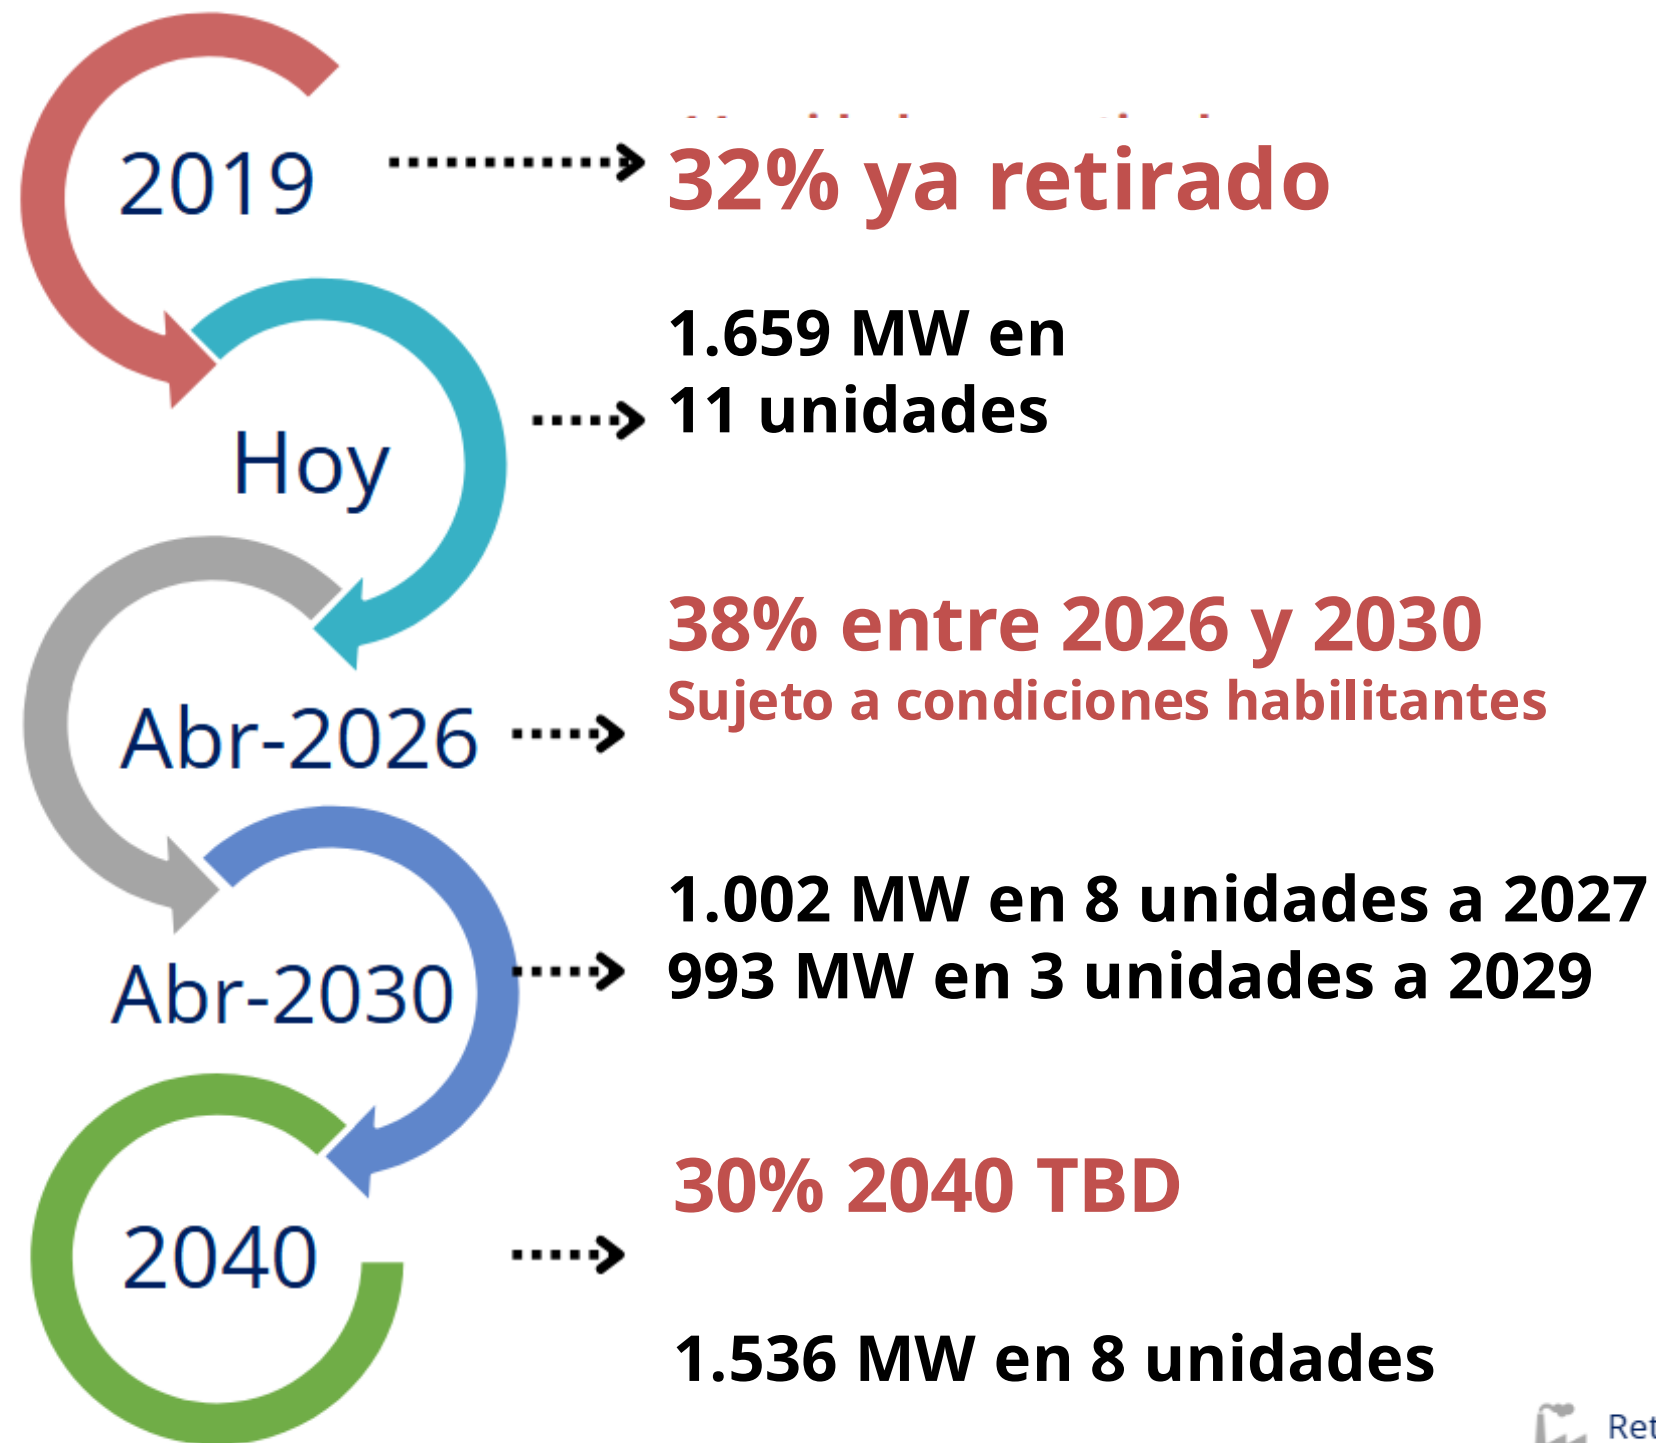 2019
32% ya retirado
1.659 MW en
11 unidades
Hoy
38% entre 2026 y 2030
Sujeto a condiciones habilitantes
Abr-2026
1.002 MW en 8 unidades a 2027
993 MW en 3 unidades a 2029
Abr-2030
30% 2040 TBD
2040
1.536 MW en 8 unidades
Ret